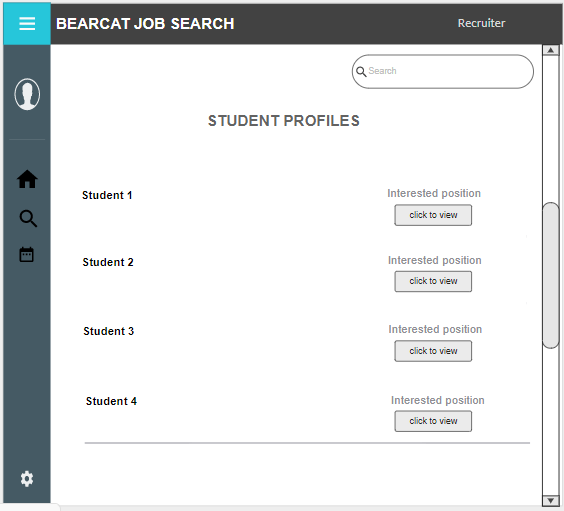 BEARCAT JOB SEARCH
Recruiter
Search
STUDENT PROFILES
Student 1
Interested position
click to view
Student 2
Interested position
click to view
Student 3
Interested position
click to view
Student 4
Interested position
click to view